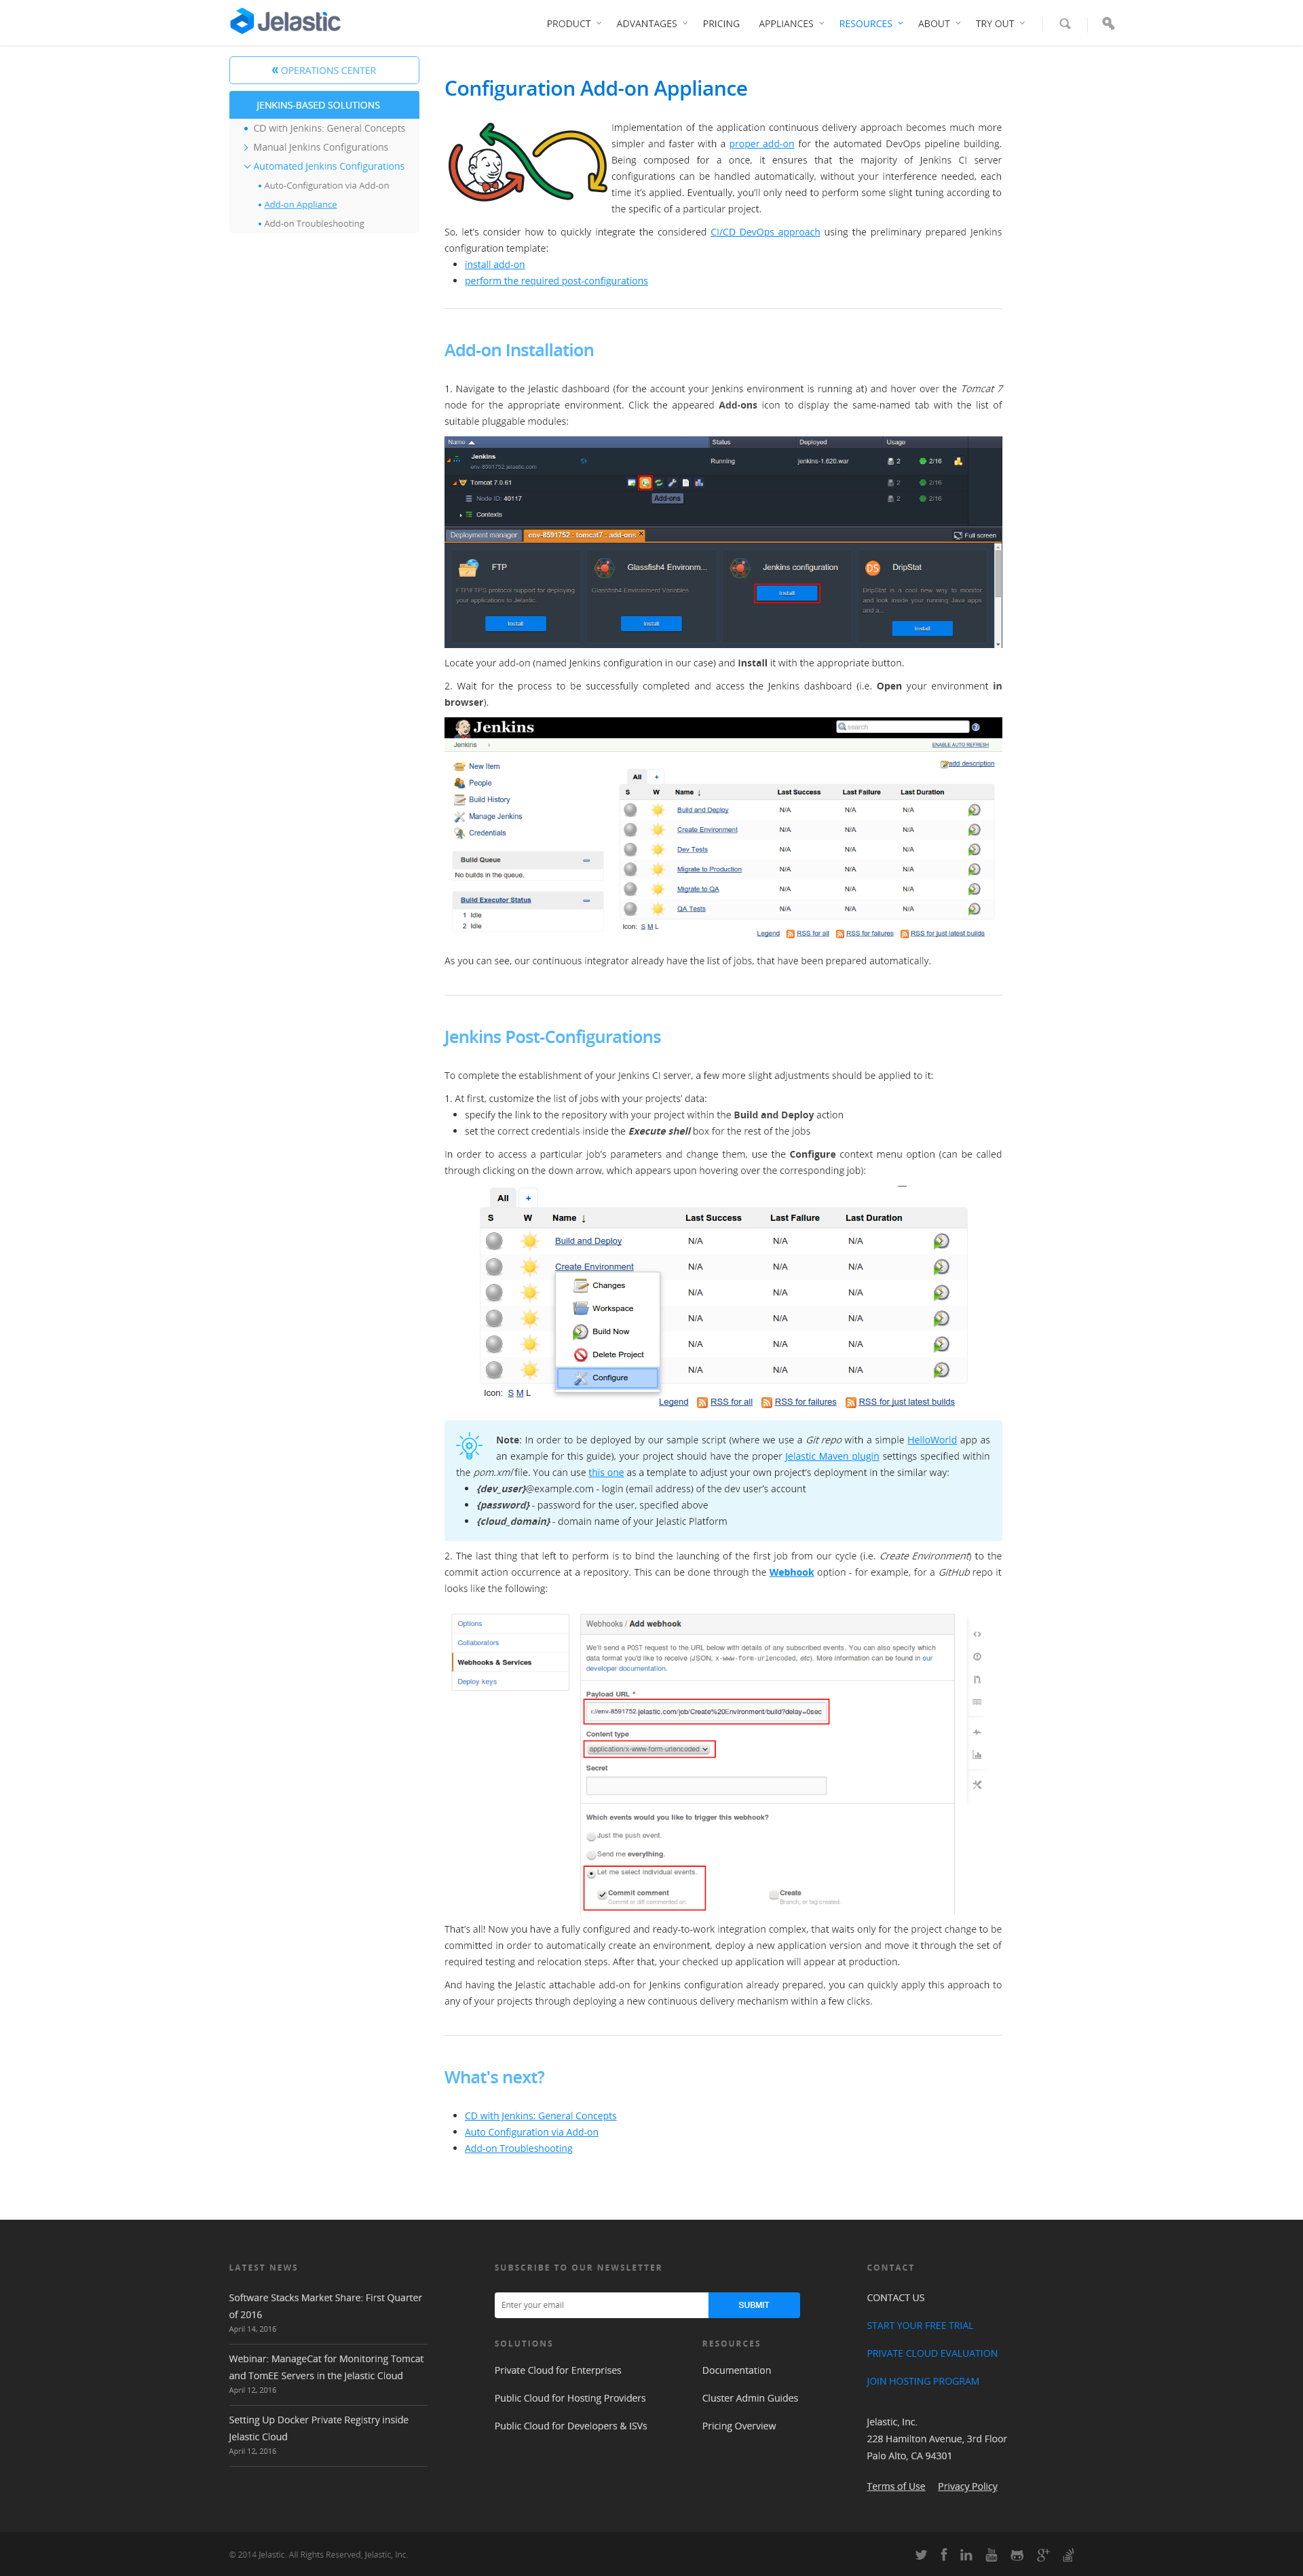 Jelastic
PRODUCT ADVANTAGES PRICING APPLIANCES RESOURCES ABOUT TRY OUT
« OPERATIONS CENTER
JENKINS-BASED SOLUTIONS
CD with Jenkins: General Concepts
Manual Jenkins Configurations
Automated Jenkins Configurations
Auto-Configuration via Add-on
Add-on Appliance
Add-on Troubleshooting
Configuration Add-on Appliance
Implementation of the application continuous delivery approach becomes much more
simpler and faster with a proper add-on for the automated DevOps pipeline building.
Being composed for a once, it ensures that the majority of Jenkins CI server
configurations can be handled automatically, without your interference needed, each
time it's applied. Eventually, you'll only need to perform some slight tuning according to
the specific of a particular project.
So, let's consider how to quickly integrate the considered CI/CD DevOps approach using the preliminary prepared Jenkins
configuration template:
install add-on
perform the required post-configurations
Add-on Installation
1. Navigate to the Jelastic dashboard (for the account your Jenkins environment is running at) and hover over the Tomcat 7
node for the appropriate environment. Click the appeared Add-ons icon to display the same-named tab with the list of
suitable pluggable modules:
Name Status Deployed Usage
Jenkins
env-8591752.jelastic.com Running jenkins-1.620.war 2 2/16
Tomcat 7.0.61 2 2/16
Node ID: 40117 Add-ons 2 2/16
Contexts
Deployment manager env-8591752 : tomcat7 : add-ons × Full screen
FTP Glassfish4 Environm... Jenkins configuration DripStat
FTP/FTPS protocol support for deploying your applications to Jelastic
Glassfish4 Environment Variables
DripStat is a cool new way to monitor and look inside your running Java apps and a...
Install Install Install Install
Locate your add-on (named Jenkins configuration in our case) and Install it with the appropriate button.
2. Wait for the process to be successfully completed and access the Jenkins dashboard (i.e. Open your environment in
browser).
Jenkins search
Jenkins ENABLE AUTO REFRESH
New Item
People
Build History
Manage Jenkins
Credentials
Build Queue
No builds in the queue.
Build Executor Status
1 Idle
2 Idle
add description
All +
S W Name ↓ Last Success Last Failure Last Duration
Build and Deploy N/A N/A N/A
Create Environment N/A N/A N/A
Dev Tests N/A N/A N/A
Migrate to Production N/A N/A N/A
Migrate to QA N/A N/A N/A
QA Tests N/A N/A N/A
Icon: S M L
Legend RSS for all RSS for failures RSS for just latest builds
As you can see, our continuous integrator already have the list of jobs, that have been prepared automatically.
Jenkins Post-Configurations
To complete the establishment of your Jenkins CI server, a few more slight adjustments should be applied to it:
1. At first, customize the list of jobs with your projects' data:
specify the link to the repository with your project within the Build and Deploy action
set the correct credentials inside the Execute shell box for the rest of the jobs
In order to access a particular job's parameters and change them, use the Configure context menu option (can be called
through clicking on the down arrow, which appears upon hovering over the corresponding job):
All +
S W Name ↓ Last Success Last Failure Last Duration
Build and Deploy N/A N/A N/A
Create Environment N/A N/A N/A
Changes N/A N/A N/A
Workspace
Build Now N/A N/A N/A
Delete Project N/A N/A N/A
Configure N/A N/A N/A
Icon: S M L
Legend RSS for all RSS for failures RSS for just latest builds
Note: In order to be deployed by our sample script (where we use a Git repo with a simple HelloWorld app as
an example for this guide), your project should have the proper Jelastic Maven plugin settings specified within
the pom.xml file. You can use this one as a template to adjust your own project's deployment in the similar way:
{dev_user}@example.com - login (email address) of the dev user's account
{password} - password for the user, specified above
{cloud_domain} - domain name of your Jelastic Platform
2. The last thing that left to perform is to bind the launching of the first job from our cycle (i.e. Create Environment) to the
commit action occurrence at a repository. This can be done through the Webhook option - for example, for a GitHub repo it
looks like the following:
Options
Collaborators
Webhooks & Services
Deploy keys
Webhooks / Add webhook
We'll send a POST request to the URL below with details of any subscribed events. You can also specify which
data format you'd like to receive (JSON, x-www-form-urlencoded, etc). More information can be found in our
developer documentation.
Payload URL *
://env-8591752.jelastic.com/job/Create%20Environment/build?delay=0sec
Content type
application/x-www-form-urlencoded
Secret
Which events would you like to trigger this webhook?
Just the push event.
Send me everything.
Let me select individual events.
Commit comment Create
Commit or diff commented on. Branch, or tag created.
That's all! Now you have a fully configured and ready-to-work integration complex, that waits only for the project change to be
committed in order to automatically create an environment, deploy a new application version and move it through the set of
required testing and relocation steps. After that, your checked up application will appear at production.
And having the Jelastic attachable add-on for Jenkins configuration already prepared, you can quickly apply this approach to
any of your projects through deploying a new continuous delivery mechanism within a few clicks.
What's next?
CD with Jenkins: General Concepts
Auto Configuration via Add-on
Add-on Troubleshooting
LATEST NEWS
Software Stacks Market Share: First Quarter
of 2016
April 14, 2016
Webinar: ManageCat for Monitoring Tomcat
and TomEE Servers in the Jelastic Cloud
April 12, 2016
Setting Up Docker Private Registry inside
Jelastic Cloud
April 12, 2016
SUBSCRIBE TO OUR NEWSLETTER
Enter your email SUBMIT
SOLUTIONS
Private Cloud for Enterprises
Public Cloud for Hosting Providers
Public Cloud for Developers & ISVs
RESOURCES
Documentation
Cluster Admin Guides
Pricing Overview
CONTACT
CONTACT US
START YOUR FREE TRIAL
PRIVATE CLOUD EVALUATION
JOIN HOSTING PROGRAM
Jelastic, Inc.
228 Hamilton Avenue, 3rd Floor
Palo Alto, CA 94301
Terms of Use Privacy Policy
© 2014 Jelastic. All Rights Reserved, Jelastic, Inc.